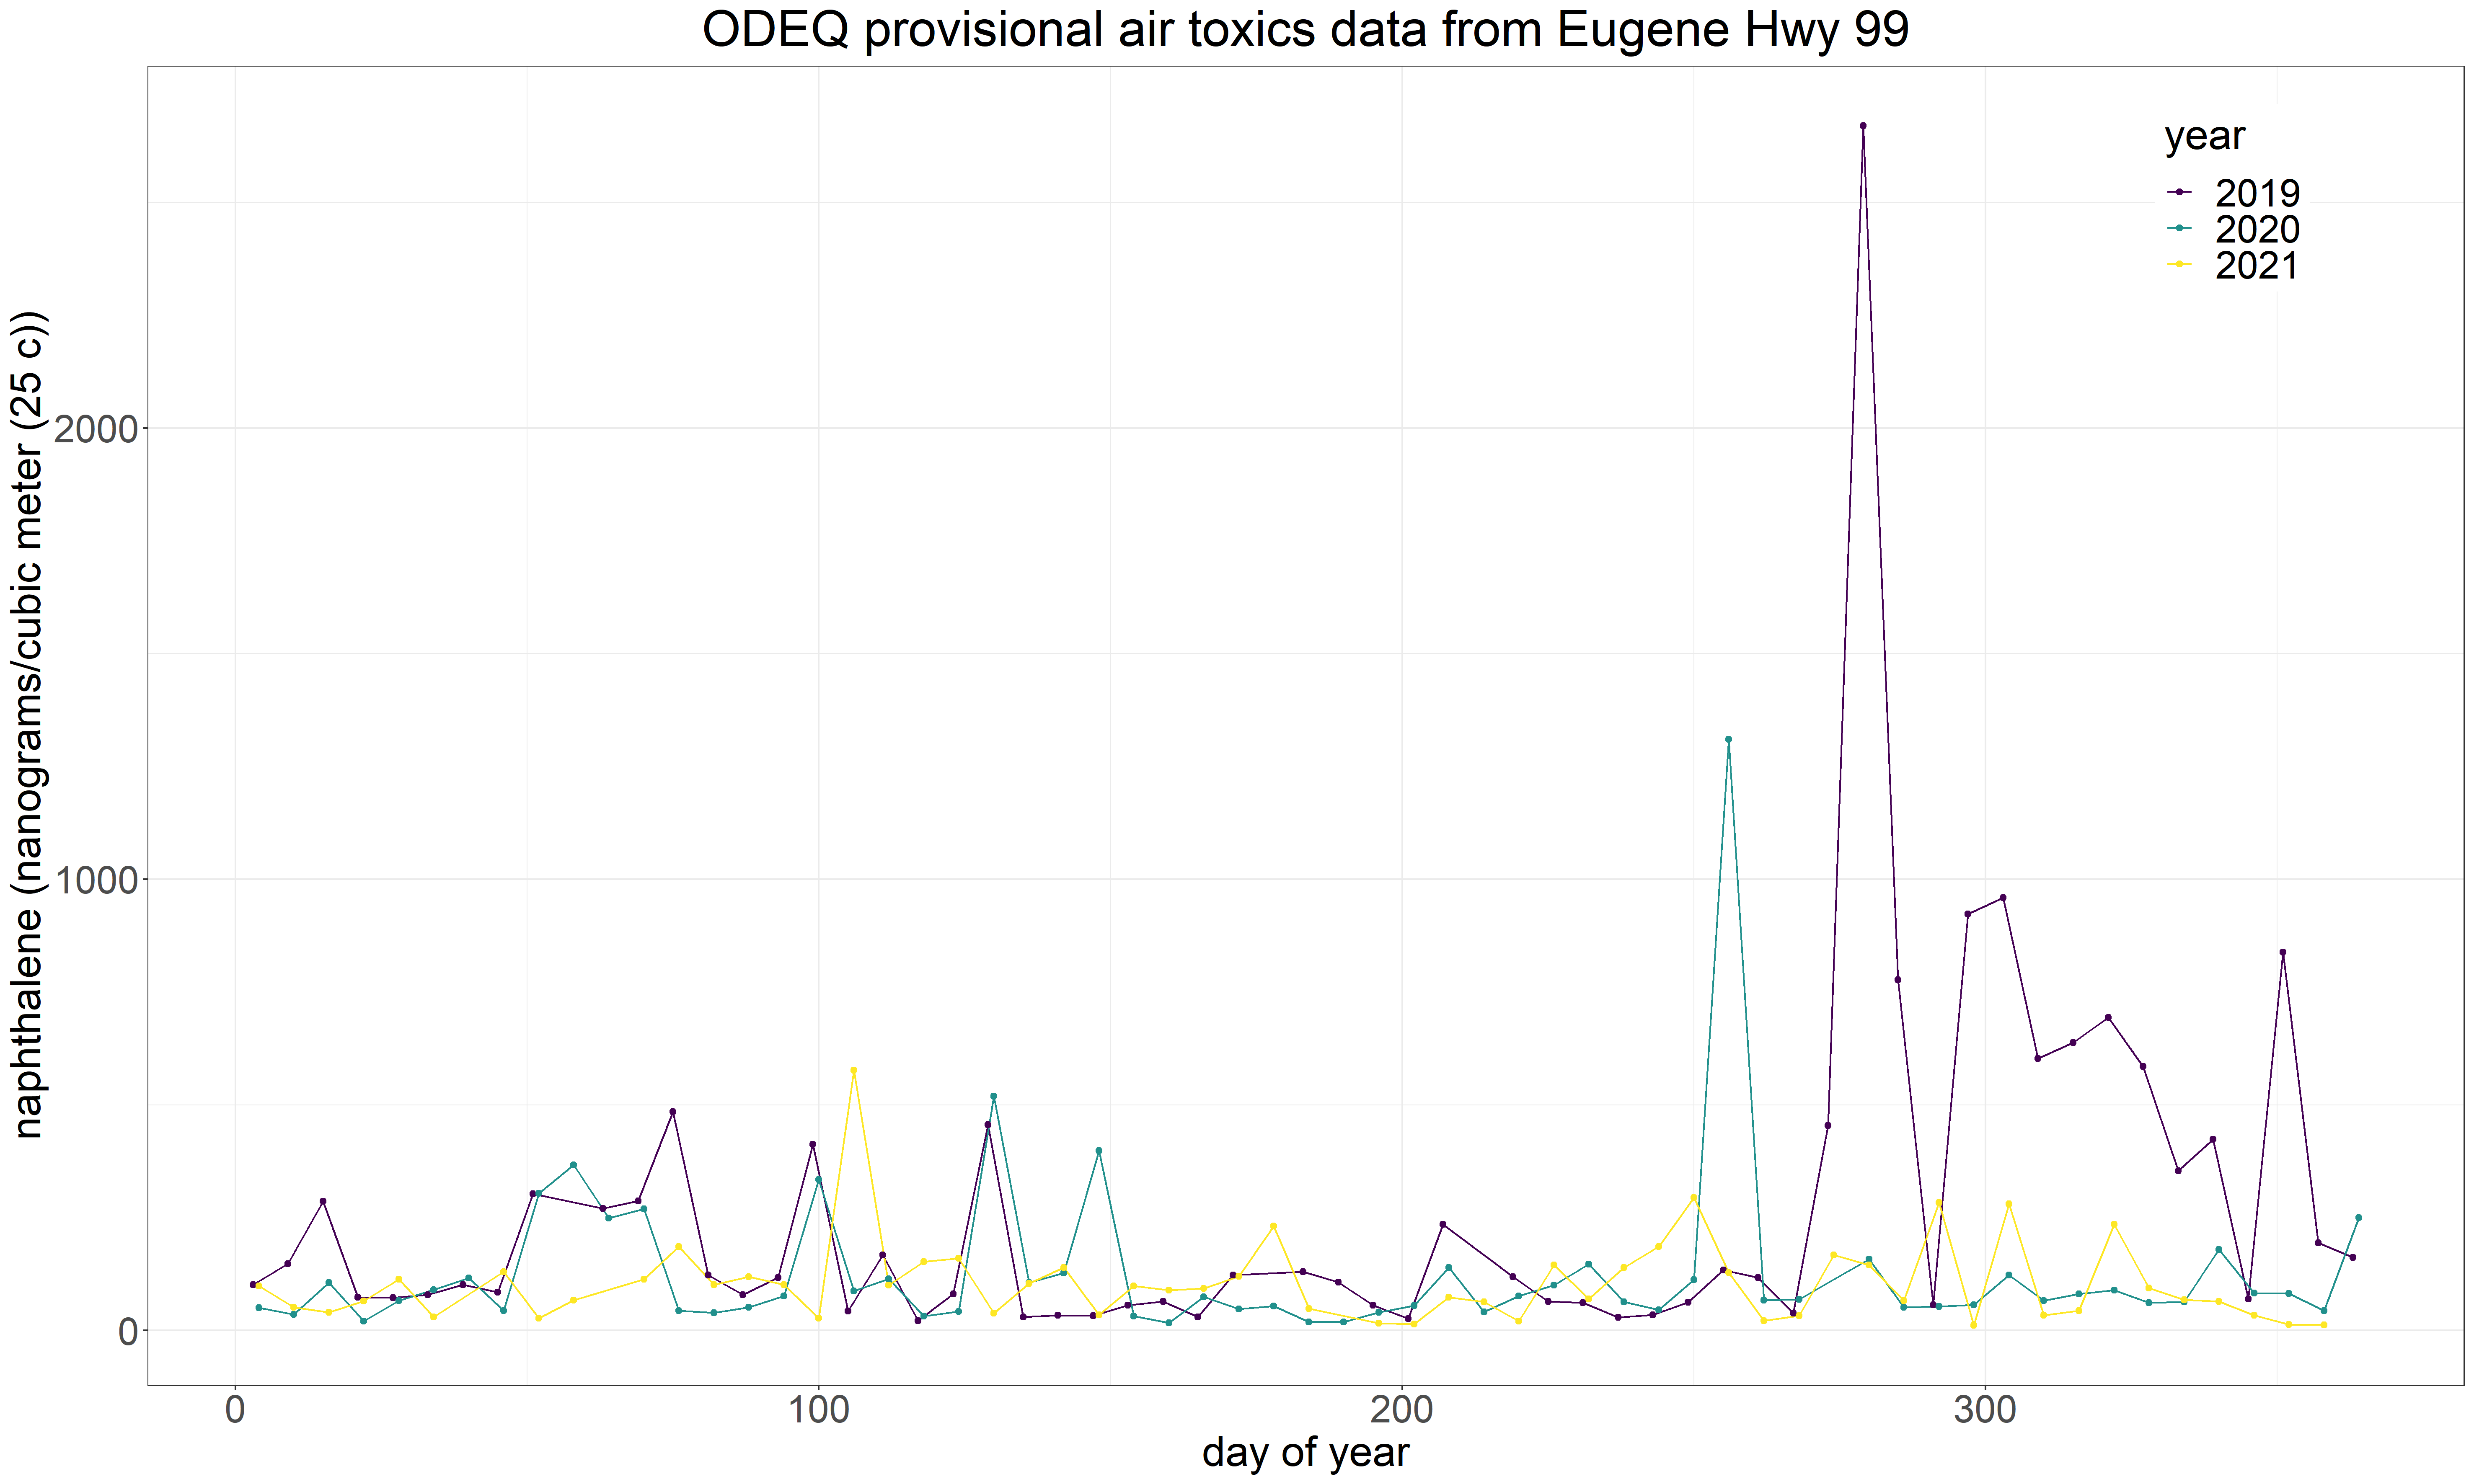 ODEQ provisional air toxics data from Eugene Hwy 99
year
2019
2020
2021
naphthalene (nanograms/cubic meter (25 c))
2000
1000
0
0 100 200 300
day of year